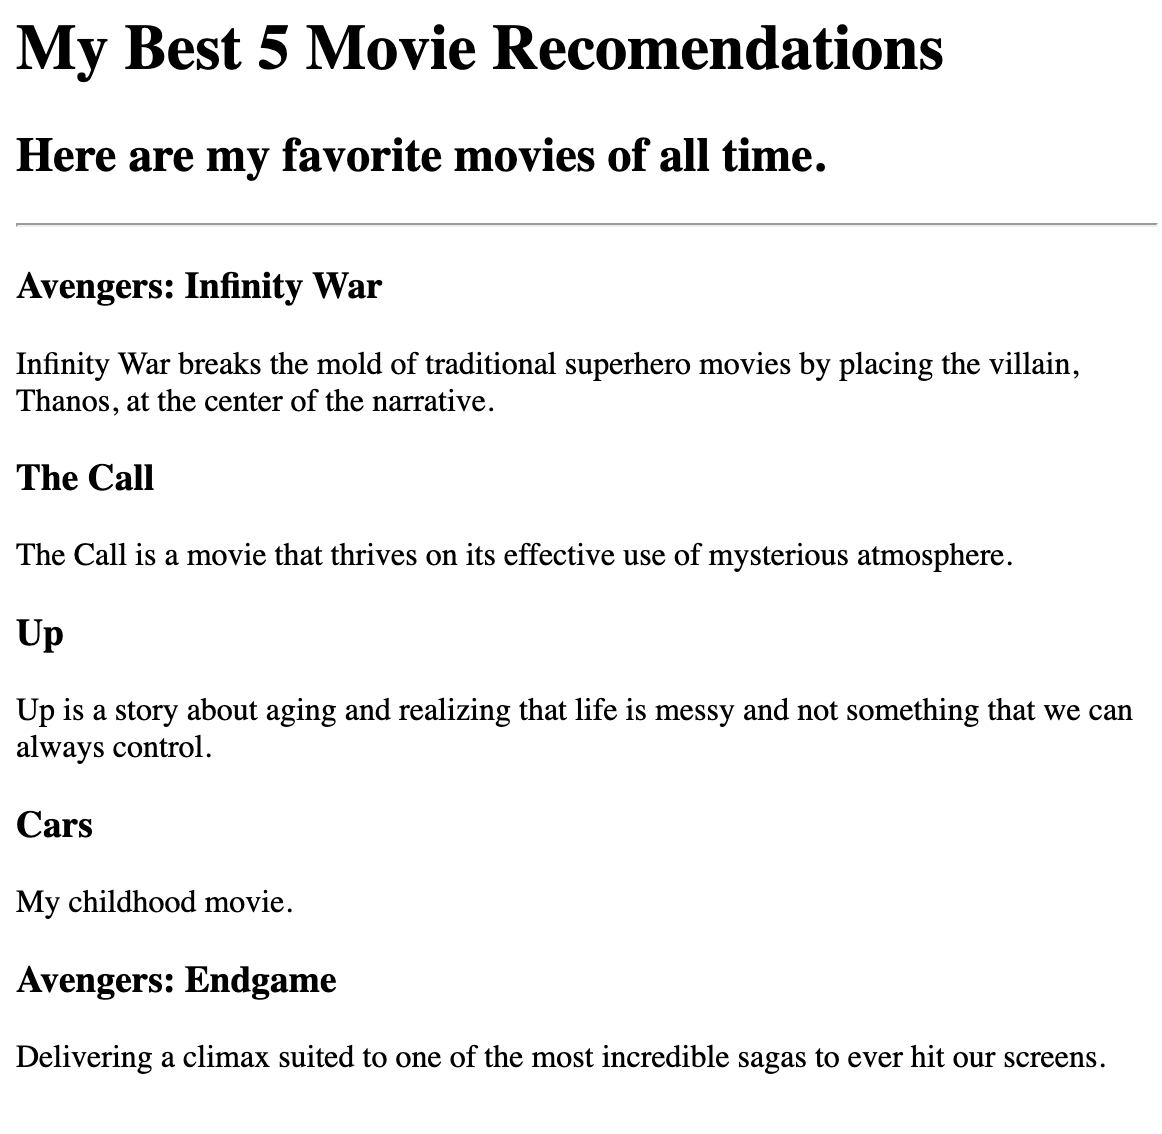 My Best 5 Movie Recomendations
Here are my favorite movies of all time.
Avengers: Infinity War
Infinity War breaks the mold of traditional superhero movies by placing the villain,
Thanos, at the center of the narrative.
The Call
The Call is a movie that thrives on its effective use of mysterious atmosphere.
Up
Up is a story about aging and realizing that life is messy and not something that we can
always control.
Cars
My childhood movie.
Avengers: Endgame
Delivering a climax suited to one of the most incredible sagas to ever hit our screens.